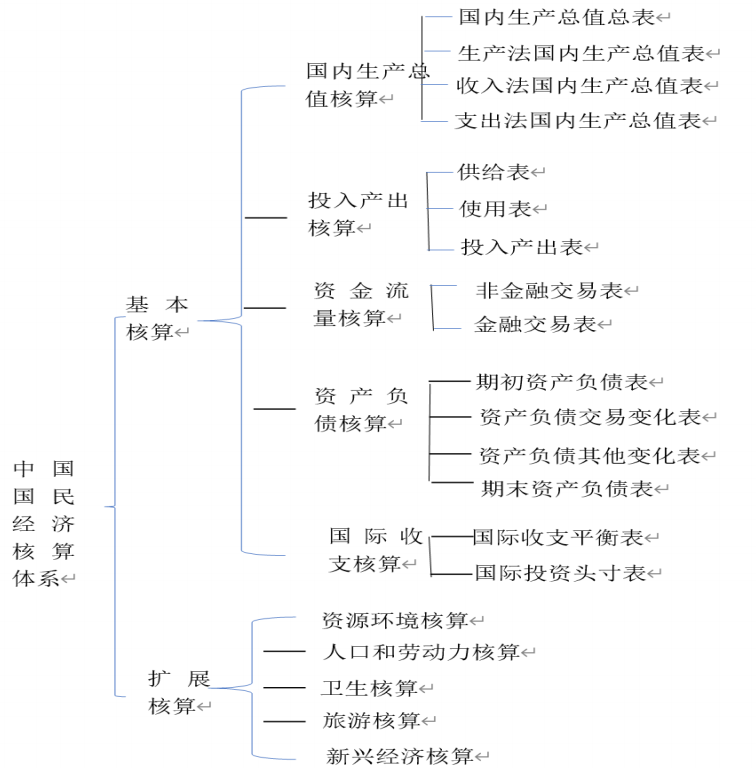 国内生产总值总表
生产法国内生产总值表
国内生产总
值核算
收入法国内生产总值表
支出法国内生产总值表
供给表
投入产出
核算
使用表
投入产出表
资金流
量核算
非金融交易表
金融交易表
基本
核算
资产负
债核算
期初资产负债表
资产负债交易变化表
资产负债其他变化表
期末资产负债表
中国
国民
经济
核算
体系
国际收
支核算
国际收支平衡表
国际投资头寸表
资源环境核算
人口和劳动力核算
扩展
核算
卫生核算
旅游核算
新兴经济核算